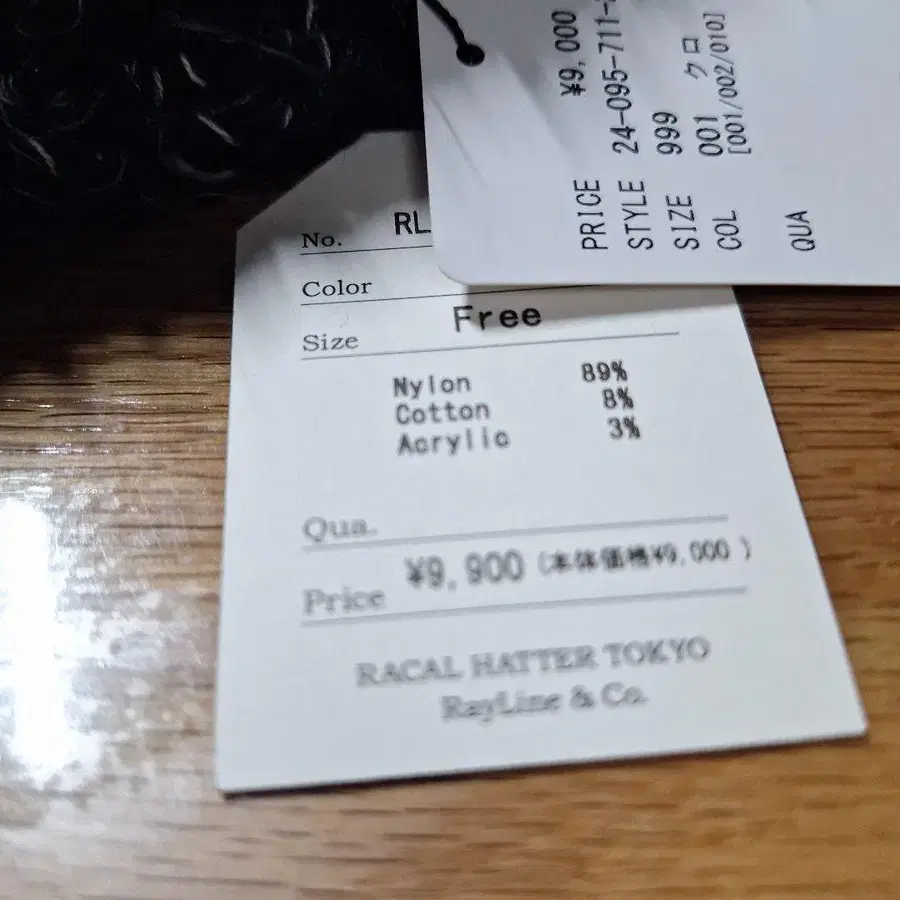 PRICE ¥9,000
STYLE 24-095-711-
SIZE 999
COL 001 クロ
[001/002/010]
QUA
No. RL
Color
Size Free
Nylon 89%
Cotton 8%
Acrylic 3%
Qua.
Price ¥9,900 (本体価格¥9,000 )
RACAL HATTER TOKYO
RayLine & Co.